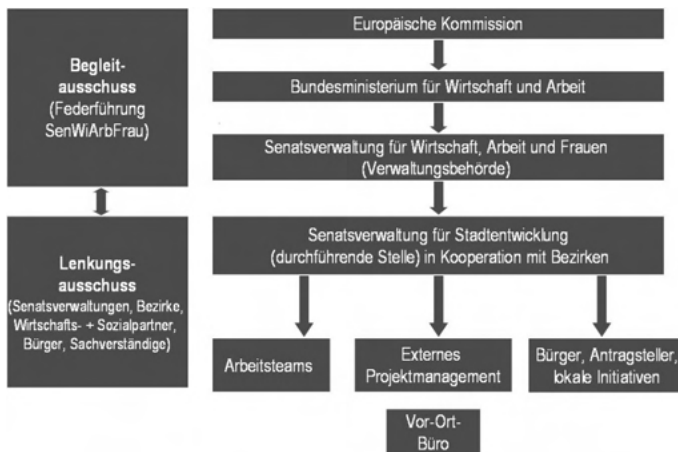 Begleit-
ausschuss
(Federführung
SenWiArbFrau)
Lenkungs-
ausschuss
(Senatsverwaltungen, Bezirke,
Wirtschafts- + Sozialpartner,
Bürger, Sachverständige)
Europäische Kommission
Bundesministerium für Wirtschaft und Arbeit
Senatsverwaltung für Wirtschaft, Arbeit und Frauen
(Verwaltungsbehörde)
Senatsverwaltung für Stadtentwicklung
(durchführende Stelle) in Kooperation mit Bezirken
Arbeitsteams
Externes
Projektmanagement
Bürger, Antragsteller,
lokale Initiativen
Vor-Ort-
Büro